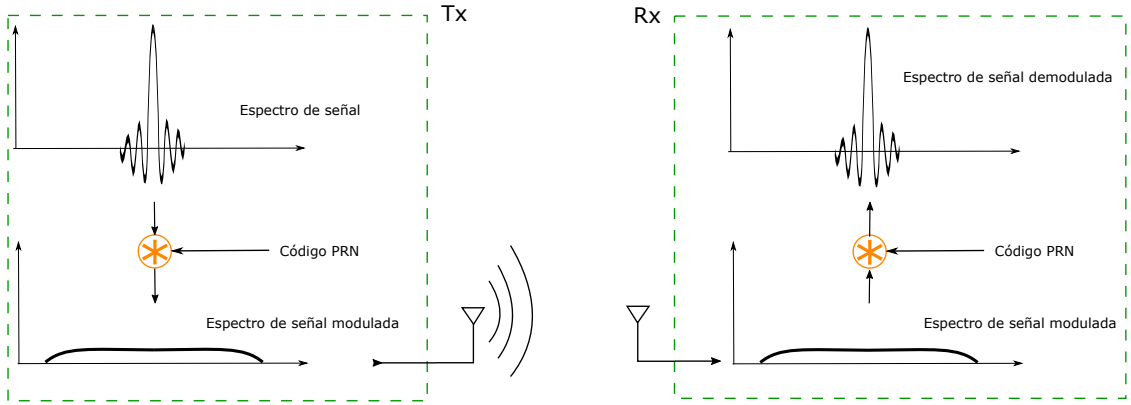 Tx
Espectro de señal
Código PRN
Espectro de señal modulada
Rx
Espectro de señal demodulada
Código PRN
Espectro de señal modulada